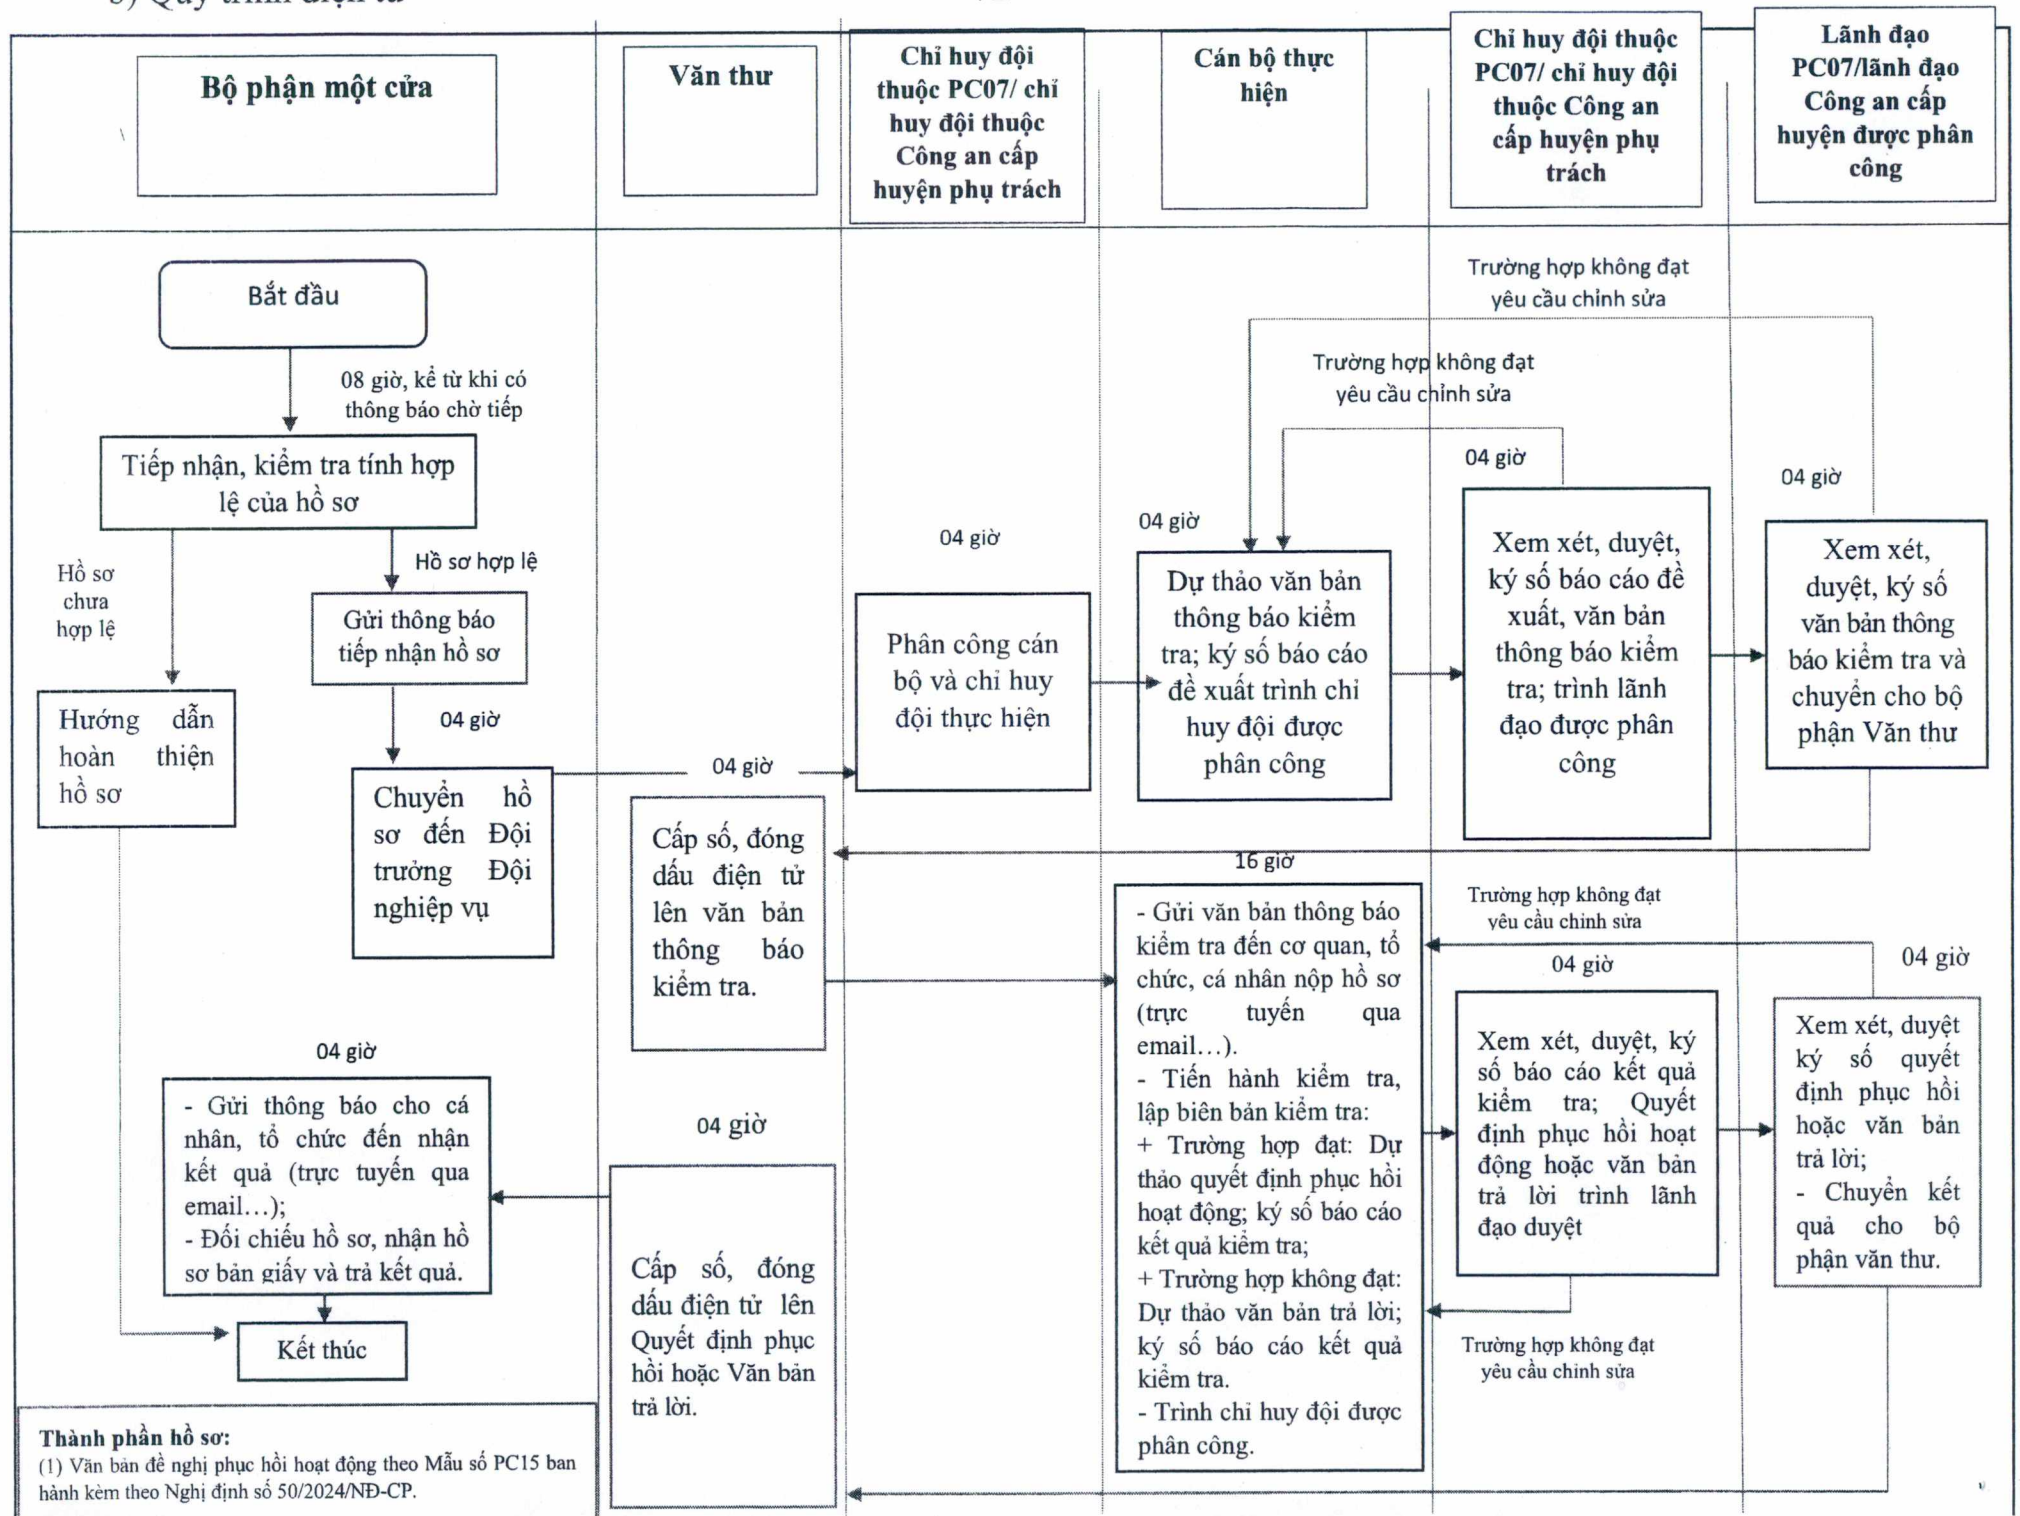 b) Quy trình điện tử
Bộ phận một cửa
Văn thư
Chỉ huy đội
thuộc PC07/ chỉ
huy đội thuộc
Công an cấp
huyện phụ trách
Cán bộ thực
hiện
Chỉ huy đội thuộc
PC07/ chỉ huy đội
thuộc Công an
cấp huyện phụ
trách
Lãnh đạo
PC07/lãnh đạo
Công an cấp
huyện được phân
công
Bắt đầu
08 giờ, kể từ khi có
thông báo chờ tiếp
Tiếp nhận, kiểm tra tính hợp
lệ của hồ sơ
Hồ sơ
chưa
hợp lệ
Hồ sơ hợp lệ
Gửi thông báo
tiếp nhận hồ sơ
Hướng dẫn
hoàn thiện
hồ sơ
04 giờ
Chuyển hồ
sơ đến Đội
trưởng Đội
nghiệp vụ
04 giờ
04 giờ
Phân công cán
bộ và chỉ huy
đội thực hiện
04 giờ
Dự thảo văn bản
thông báo kiểm
tra; ký số báo cáo
đề xuất trình chỉ
huy đội được
phân công
Trường hợp không đạt
yêu cầu chỉnh sửa
Trường hợp không đạt
yêu cầu chỉnh sửa
04 giờ
Xem xét, duyệt,
ký số báo cáo đề
xuất, văn bản
thông báo kiểm
tra; trình lãnh
đạo được phân
công
04 giờ
Xem xét,
duyệt, ký số
văn bản thông
báo kiểm tra và
chuyển cho bộ
phận Văn thư
Cấp số, đóng
dấu điện tử
lên văn bản
thông báo
kiểm tra.
16 giờ
- Gửi văn bản thông báo
kiểm tra đến cơ quan, tổ
chức, cá nhân nộp hồ sơ
(trực tuyến qua
email…).
- Tiến hành kiểm tra,
lập biên bản kiểm tra:
+ Trường hợp đạt: Dự
thảo quyết định phục hồi
hoạt động; ký số báo cáo
kết quả kiểm tra;
+ Trường hợp không đạt:
Dự thảo văn bản trả lời;
ký số báo cáo kết quả
kiểm tra.
- Trình chỉ huy đội được
phân công.
Trường hợp không đạt
yêu cầu chỉnh sửa
04 giờ
Xem xét, duyệt, ký
số báo cáo kết quả
kiểm tra; Quyết
định phục hồi hoạt
động hoặc văn bản
trả lời trình lãnh
đạo duyệt
Trường hợp không đạt
yêu cầu chỉnh sửa
04 giờ
Xem xét, duyệt
ký số quyết
định phục hồi
hoặc văn bản
trả lời;
- Chuyển kết
quả cho bộ
phận văn thư.
04 giờ
Cấp số, đóng
dấu điện tử lên
Quyết định phục
hồi hoặc Văn bản
trả lời.
04 giờ
- Gửi thông báo cho cá
nhân, tổ chức đến nhận
kết quả (trực tuyến qua
email…);
- Đối chiếu hồ sơ, nhận hồ
sơ bản giấy và trả kết quả.
Kết thúc
Thành phần hồ sơ:
(1) Văn bản đề nghị phục hồi hoạt động theo Mẫu số PC15 ban
hành kèm theo Nghị định số 50/2024/NĐ-CP.